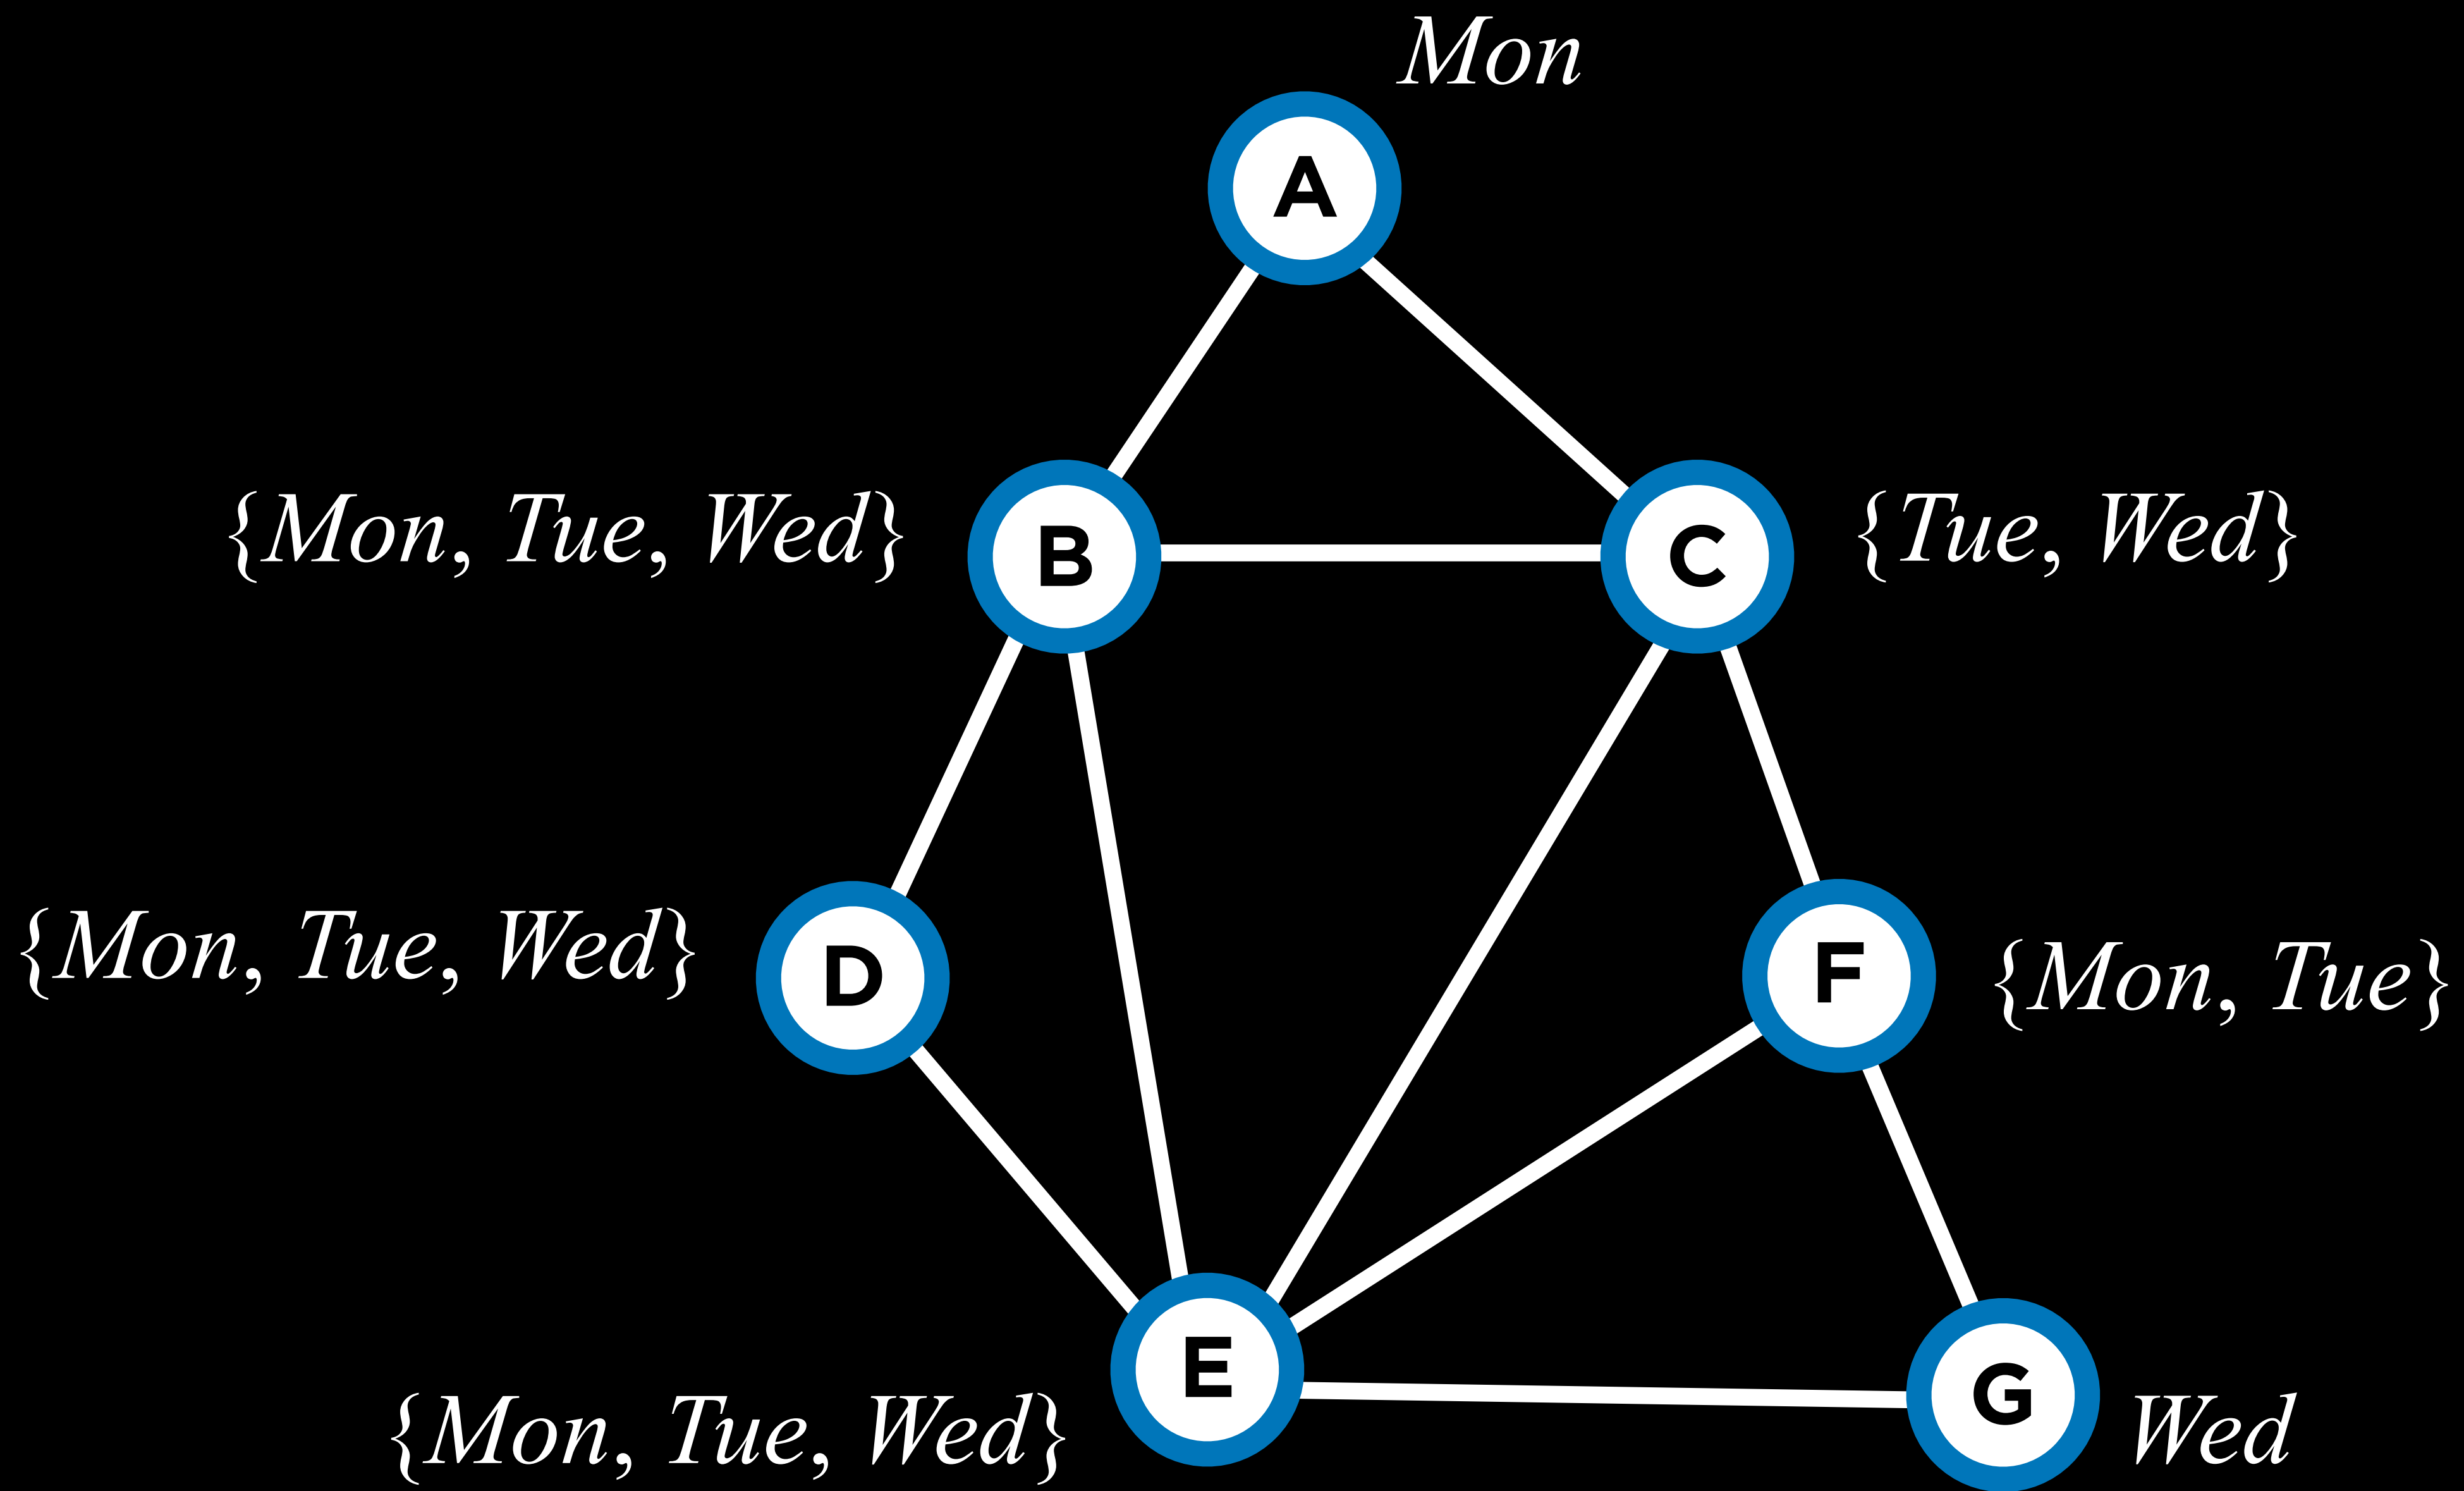 Mon
A
{Mon, Tue, Wed}
B
C
{Tue, Wed}
{Mon, Tue, Wed}
D
F
{Mon, Tue}
E
{Mon, Tue, Wed}
G
Wed